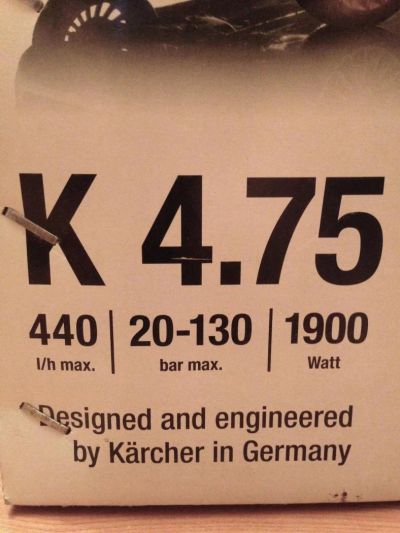 K 4.75
440 20-130 1900
l/h max. bar max. Watt
Designed and engineered
by Kärcher in Germany